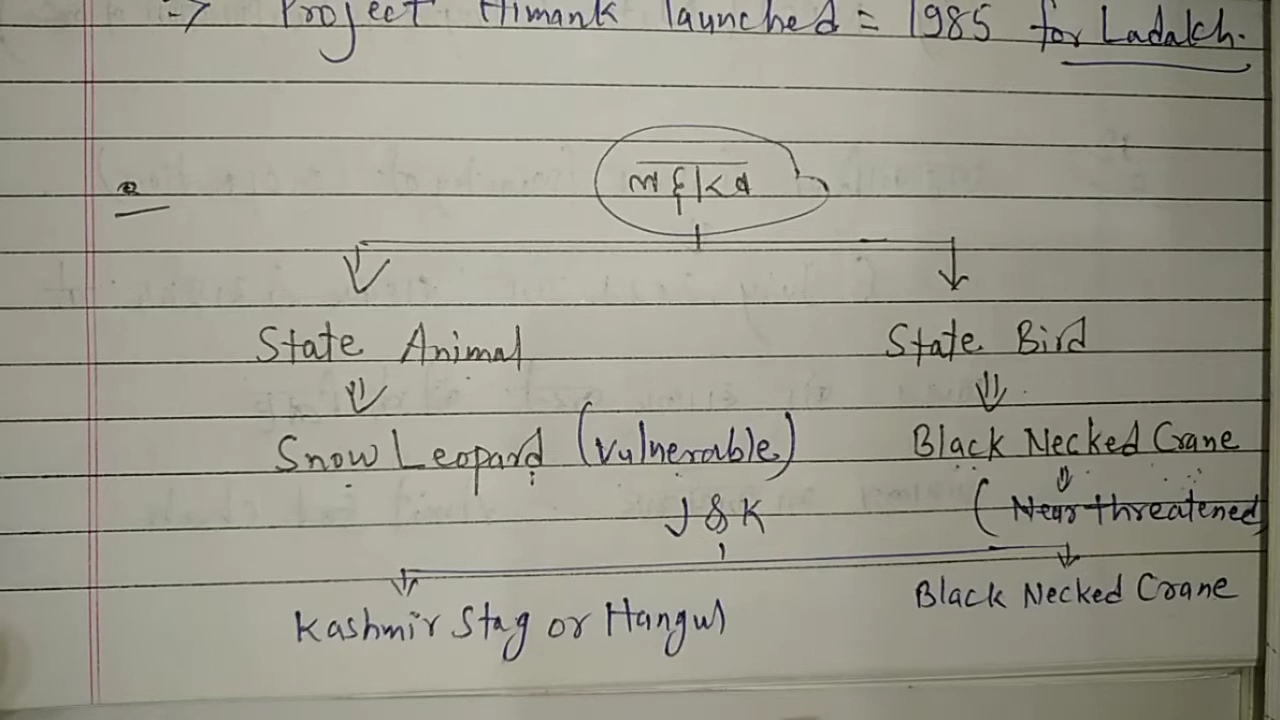 :-> Project Himank launched = 1985 for Ladakh.
State Animal State Bird
Snow Leopard (Vulnerable) Black Necked Crane
J & K (Near threatened)
Kashmir Stag or Hangul Black Necked Crane